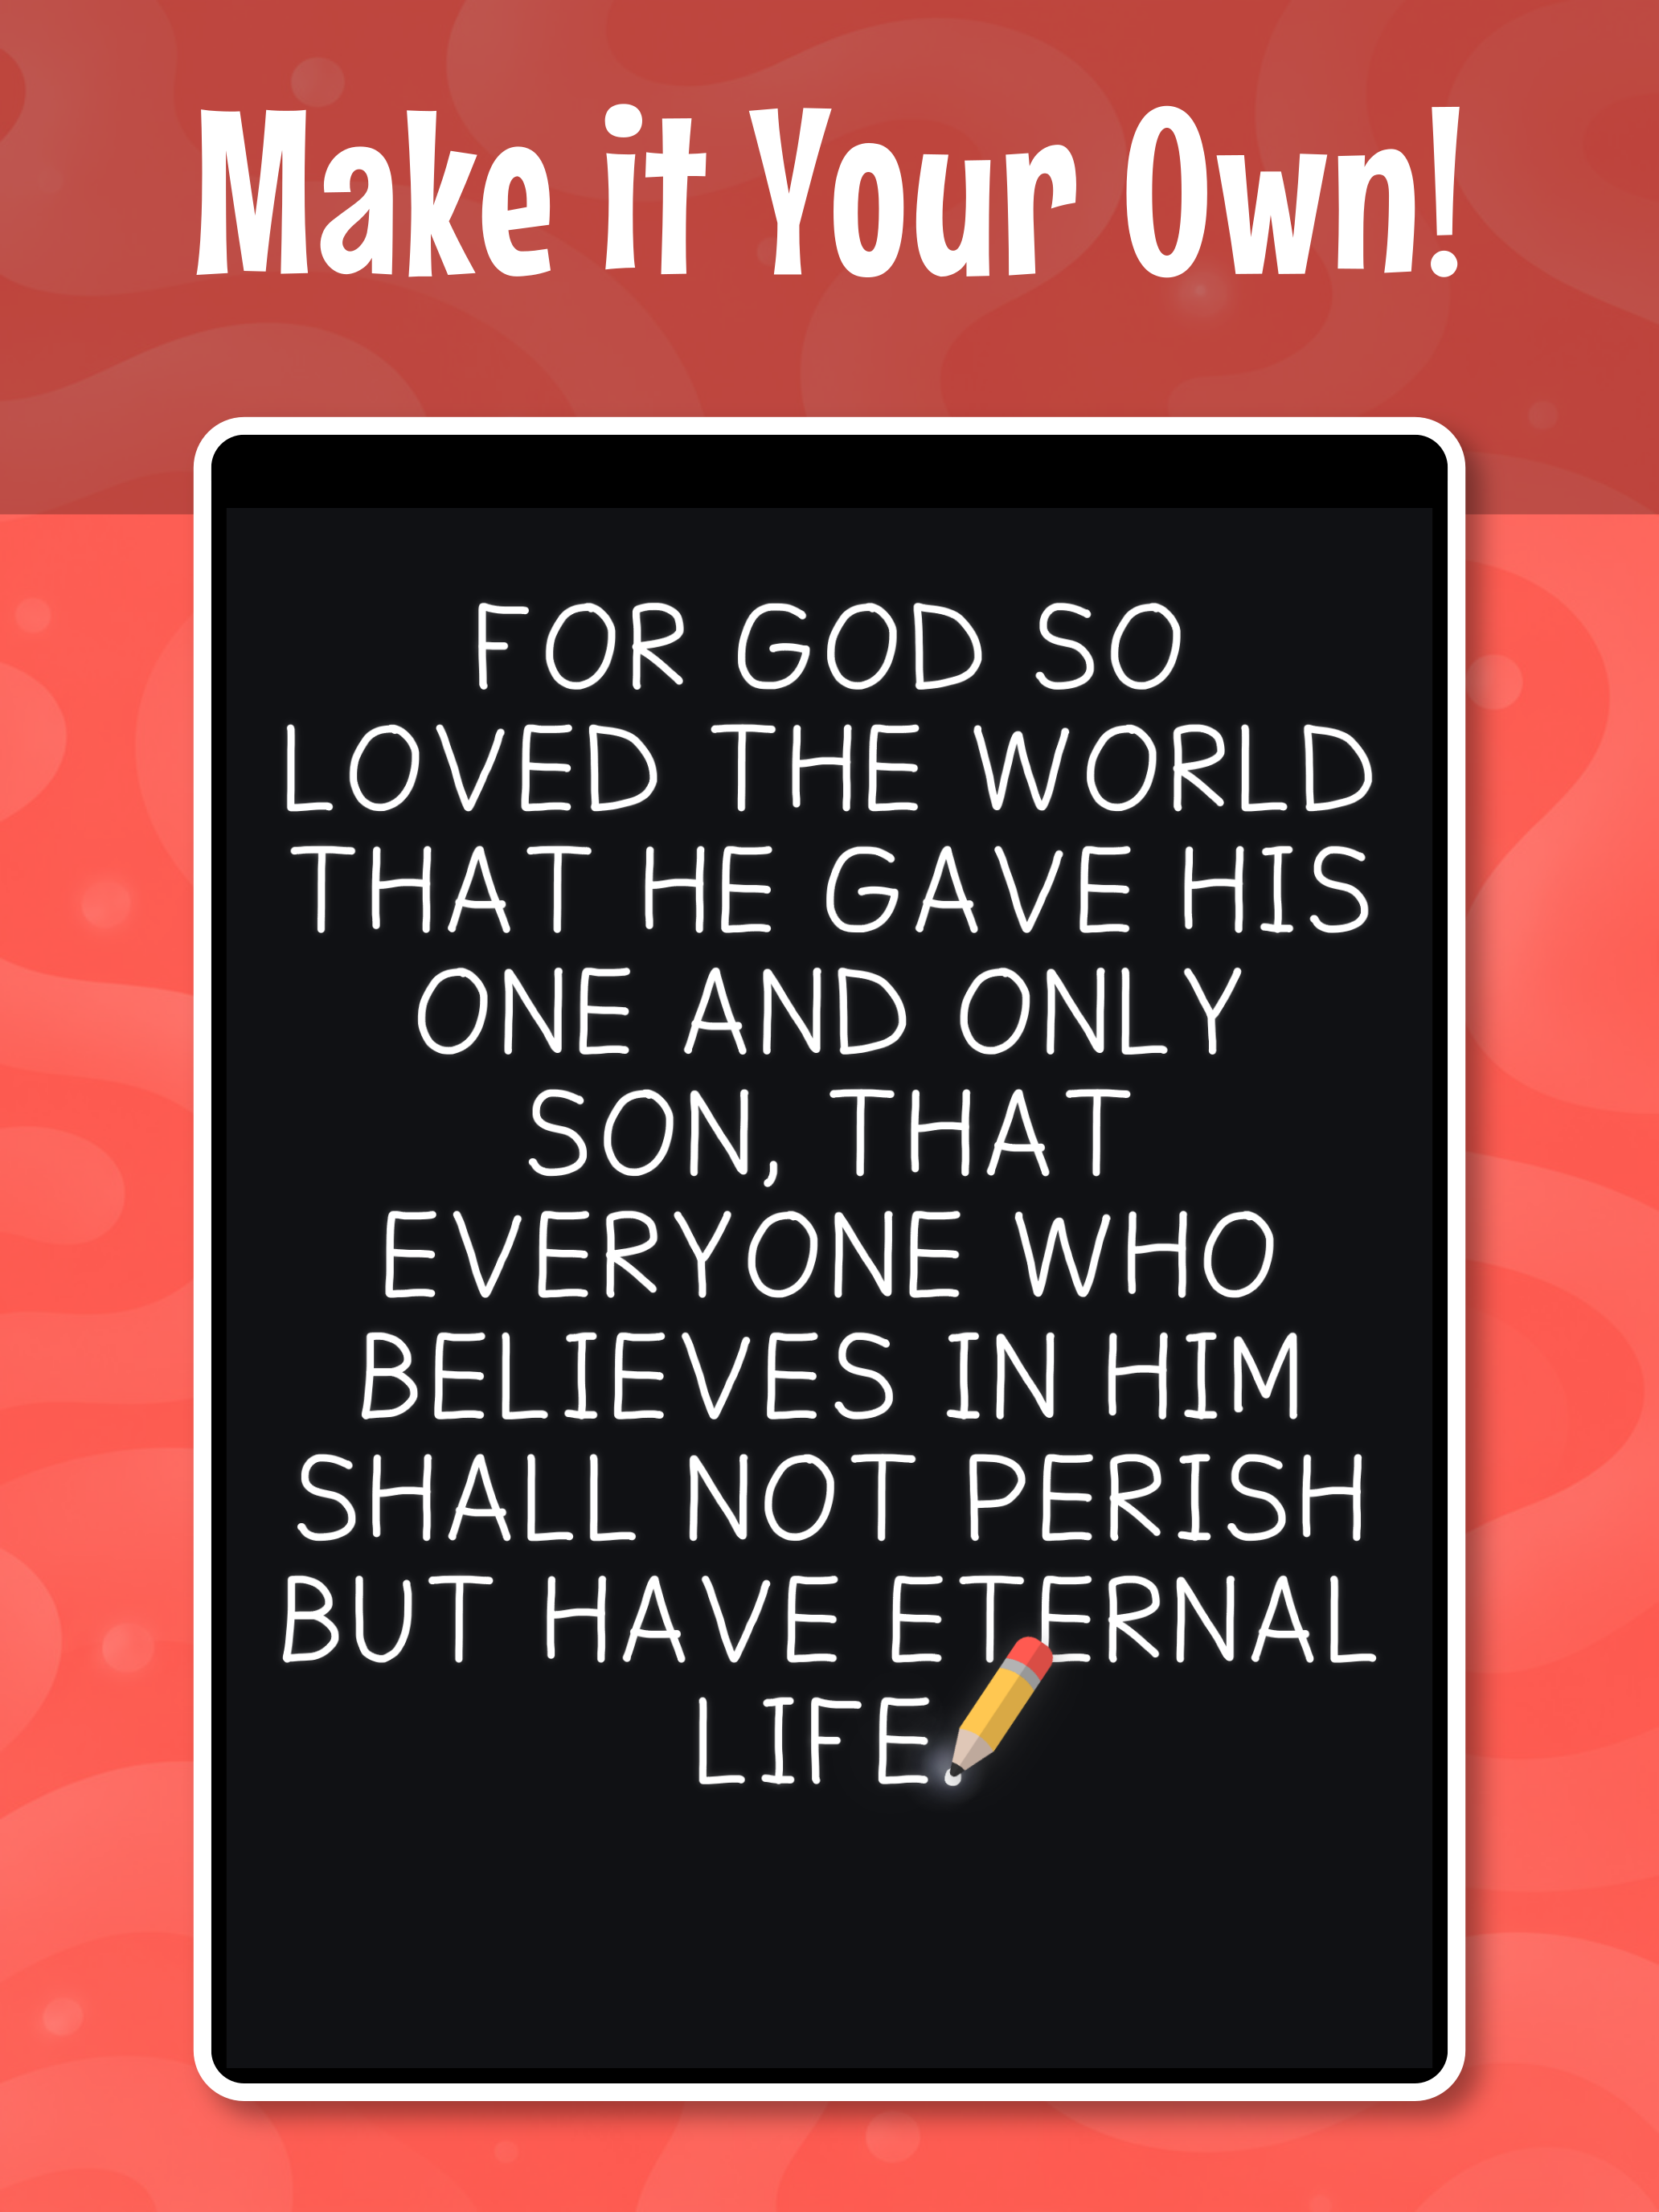 Make it Your Own!
FOR GOD SO
LOVED THE WORLD
THAT HE GAVE HIS
ONE AND ONLY
SON, THAT
EVERYONE WHO
BELIEVES IN HIM
SHALL NOT PERISH
BUT HAVE ETERNAL
LIFE.